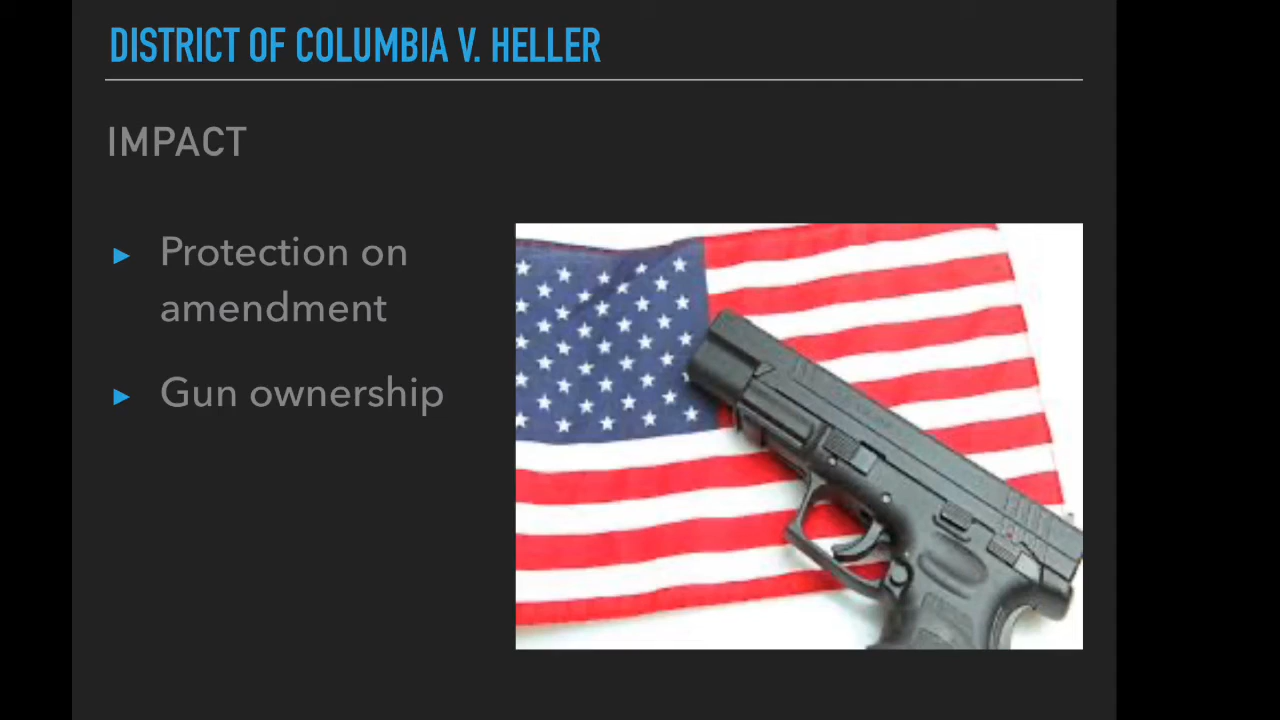 DISTRICT OF COLUMBIA V. HELLER
IMPACT
Protection on
amendment
Gun ownership